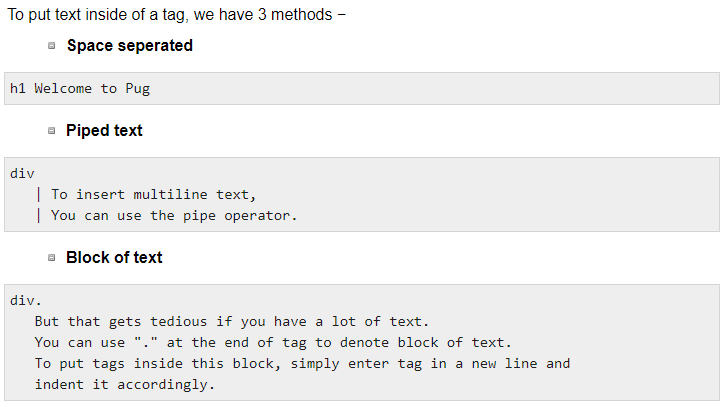 To put text inside of a tag, we have 3 methods −
Space seperated
h1 Welcome to Pug
Piped text
div
| To insert multiline text,
| You can use the pipe operator.
Block of text
div.
But that gets tedious if you have a lot of text.
You can use "." at the end of tag to denote block of text.
To put tags inside this block, simply enter tag in a new line and
indent it accordingly.